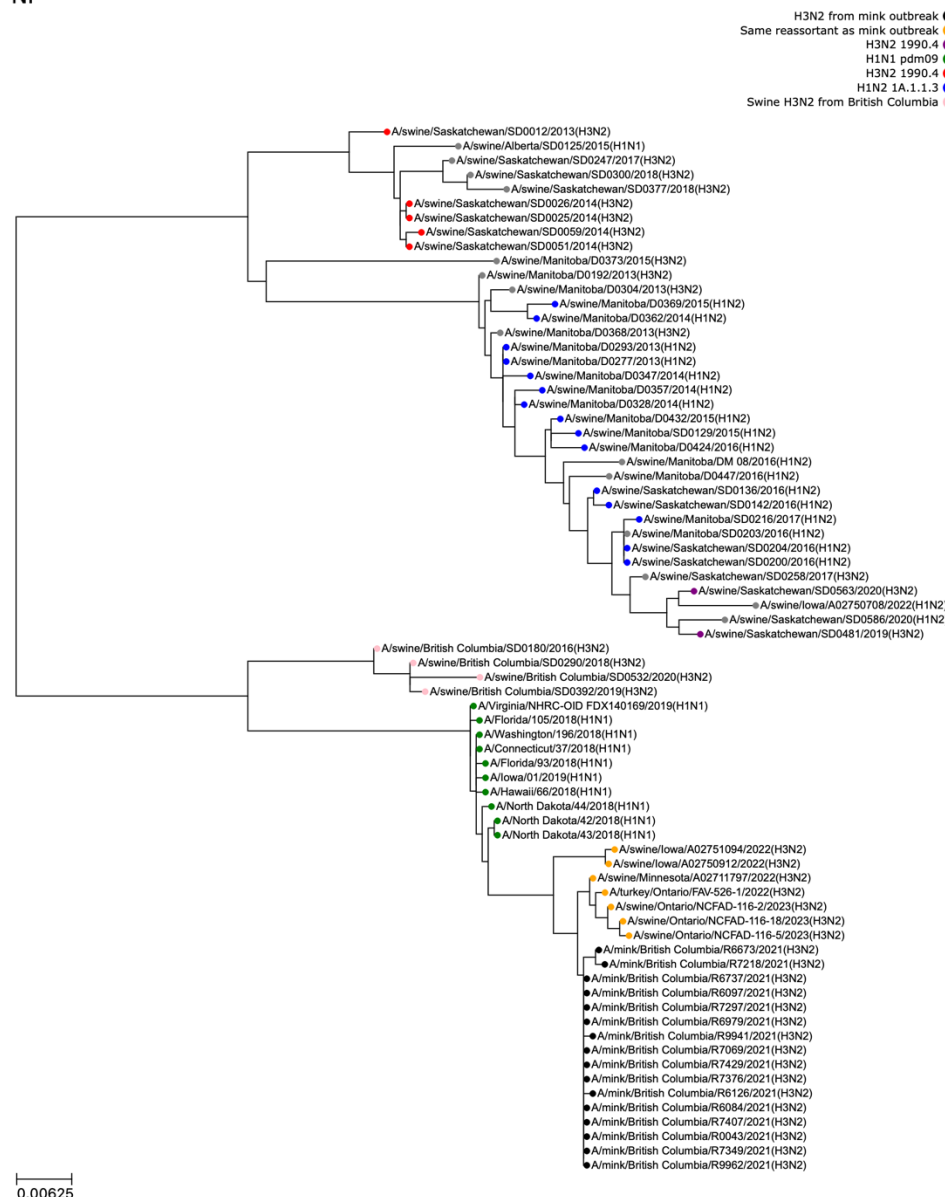 H3N2 from mink outbreak
Same reassortant as mink outbreak
H3N2 1990.4
H1N1 pdm09
H3N2 1990.4
H1N2 1A.1.1.3
Swine H3N2 from British Columbia
A/swine/Saskatchewan/SD0012/2013(H3N2)
A/swine/Alberta/SD0125/2015(H1N1)
A/swine/Saskatchewan/SD0247/2017(H3N2)
A/swine/Saskatchewan/SD0300/2018(H3N2)
A/swine/Saskatchewan/SD0377/2018(H3N2)
A/swine/Saskatchewan/SD0026/2014(H3N2)
A/swine/Saskatchewan/SD0025/2014(H3N2)
A/swine/Saskatchewan/SD0059/2014(H3N2)
A/swine/Saskatchewan/SD0051/2014(H3N2)
A/swine/Manitoba/D0373/2015(H3N2)
A/swine/Manitoba/D0192/2013(H3N2)
A/swine/Manitoba/D0304/2013(H3N2)
A/swine/Manitoba/D0369/2015(H1N2)
A/swine/Manitoba/D0362/2014(H1N2)
A/swine/Manitoba/D0368/2013(H3N2)
A/swine/Manitoba/D0293/2013(H1N2)
A/swine/Manitoba/D0277/2013(H1N2)
A/swine/Manitoba/D0347/2014(H1N2)
A/swine/Manitoba/D0357/2014(H1N2)
A/swine/Manitoba/D0328/2014(H1N2)
A/swine/Manitoba/D0432/2015(H1N2)
A/swine/Manitoba/SD0129/2015(H1N2)
A/swine/Manitoba/D0424/2016(H1N2)
A/swine/Manitoba/DM 08/2016(H1N2)
A/swine/Manitoba/D0447/2016(H1N2)
A/swine/Saskatchewan/SD0136/2016(H1N2)
A/swine/Saskatchewan/SD0142/2016(H1N2)
A/swine/Manitoba/SD0216/2017(H1N2)
A/swine/Manitoba/SD0203/2016(H1N2)
A/swine/Saskatchewan/SD0204/2016(H1N2)
A/swine/Saskatchewan/SD0200/2016(H1N2)
A/swine/Saskatchewan/SD0258/2017(H3N2)
A/swine/Saskatchewan/SD0563/2020(H3N2)
A/swine/Iowa/A02750708/2022(H1N2)
A/swine/Saskatchewan/SD0586/2020(H1N2
A/swine/Saskatchewan/SD0481/2019(H3N2)
A/swine/British Columbia/SD0180/2016(H3N2)
A/swine/British Columbia/SD0290/2018(H3N2)
A/swine/British Columbia/SD0532/2020(H3N2)
A/swine/British Columbia/SD0392/2019(H3N2)
A/Virginia/NHRC-OID FDX140169/2019(H1N1)
A/Florida/105/2018(H1N1)
A/Washington/196/2018(H1N1)
A/Connecticut/37/2018(H1N1)
A/Florida/93/2018(H1N1)
A/Iowa/01/2019(H1N1)
A/Hawaii/66/2018(H1N1)
A/North Dakota/44/2018(H1N1)
A/North Dakota/42/2018(H1N1)
A/North Dakota/43/2018(H1N1)
A/swine/Iowa/A02751094/2022(H3N2)
A/swine/Iowa/A02750912/2022(H3N2)
A/swine/Minnesota/A02711797/2022(H3N2)
A/turkey/Ontario/FAV-526-1/2022(H3N2)
A/swine/Ontario/NCFAD-116-2/2023(H3N2)
A/swine/Ontario/NCFAD-116-18/2023(H3N2)
A/swine/Ontario/NCFAD-116-5/2023(H3N2)
A/mink/British Columbia/R6673/2021(H3N2)
A/mink/British Columbia/R7218/2021(H3N2)
A/mink/British Columbia/R6737/2021(H3N2)
A/mink/British Columbia/R6097/2021(H3N2)
A/mink/British Columbia/R7297/2021(H3N2)
A/mink/British Columbia/R6979/2021(H3N2)
A/mink/British Columbia/R9941/2021(H3N2)
A/mink/British Columbia/R7069/2021(H3N2)
A/mink/British Columbia/R7429/2021(H3N2)
A/mink/British Columbia/R7376/2021(H3N2)
A/mink/British Columbia/R6126/2021(H3N2)
A/mink/British Columbia/R6084/2021(H3N2)
A/mink/British Columbia/R7407/2021(H3N2)
A/mink/British Columbia/R0043/2021(H3N2)
A/mink/British Columbia/R7349/2021(H3N2)
A/mink/British Columbia/R9962/2021(H3N2)
0.00625